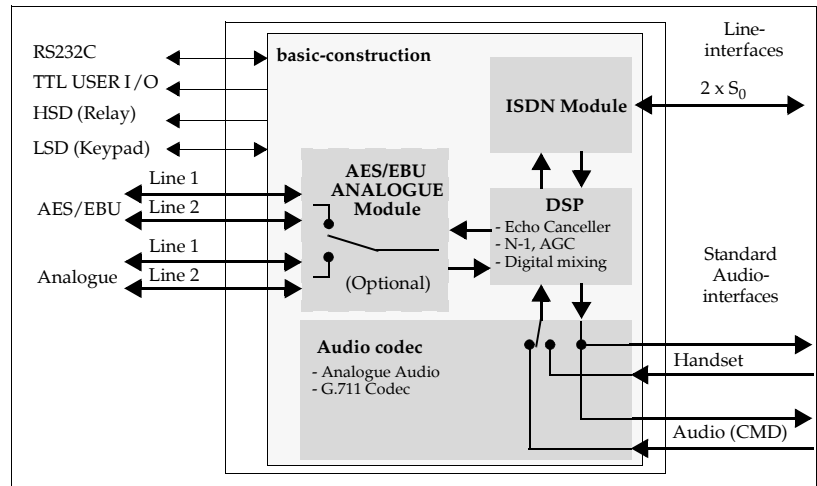 RS232C
TTL USER I/O
HSD (Relay)
LSD (Keypad)
AES/EBU
Line 1
Line 2
Analogue
Line 1
Line 2
basic-construction
AES/EBU
ANALOGUE
Module
(Optional)
ISDN Module
DSP
- Echo Canceller
- N-1, AGC
- Digital mixing
Audio codec
- Analogue Audio
- G.711 Codec
Line-
interfaces
2 x S0
Standard
Audio-
interfaces
Handset
Audio (CMD)